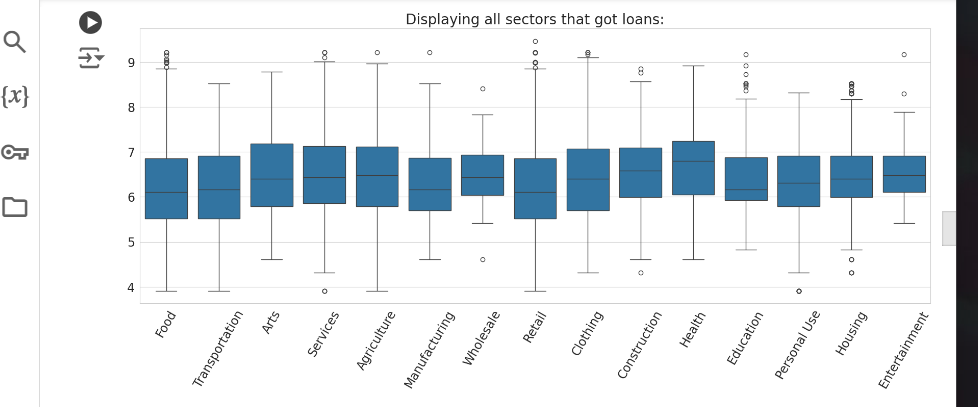 Displaying all sectors that got loans:
{x}
9
8
7
6
5
4
Food
Transportation
Arts
Services
Agriculture
Manufacturing
Wholesale
Retail
Clothing
Construction
Health
Education
Personal Use
Housing
Entertainment